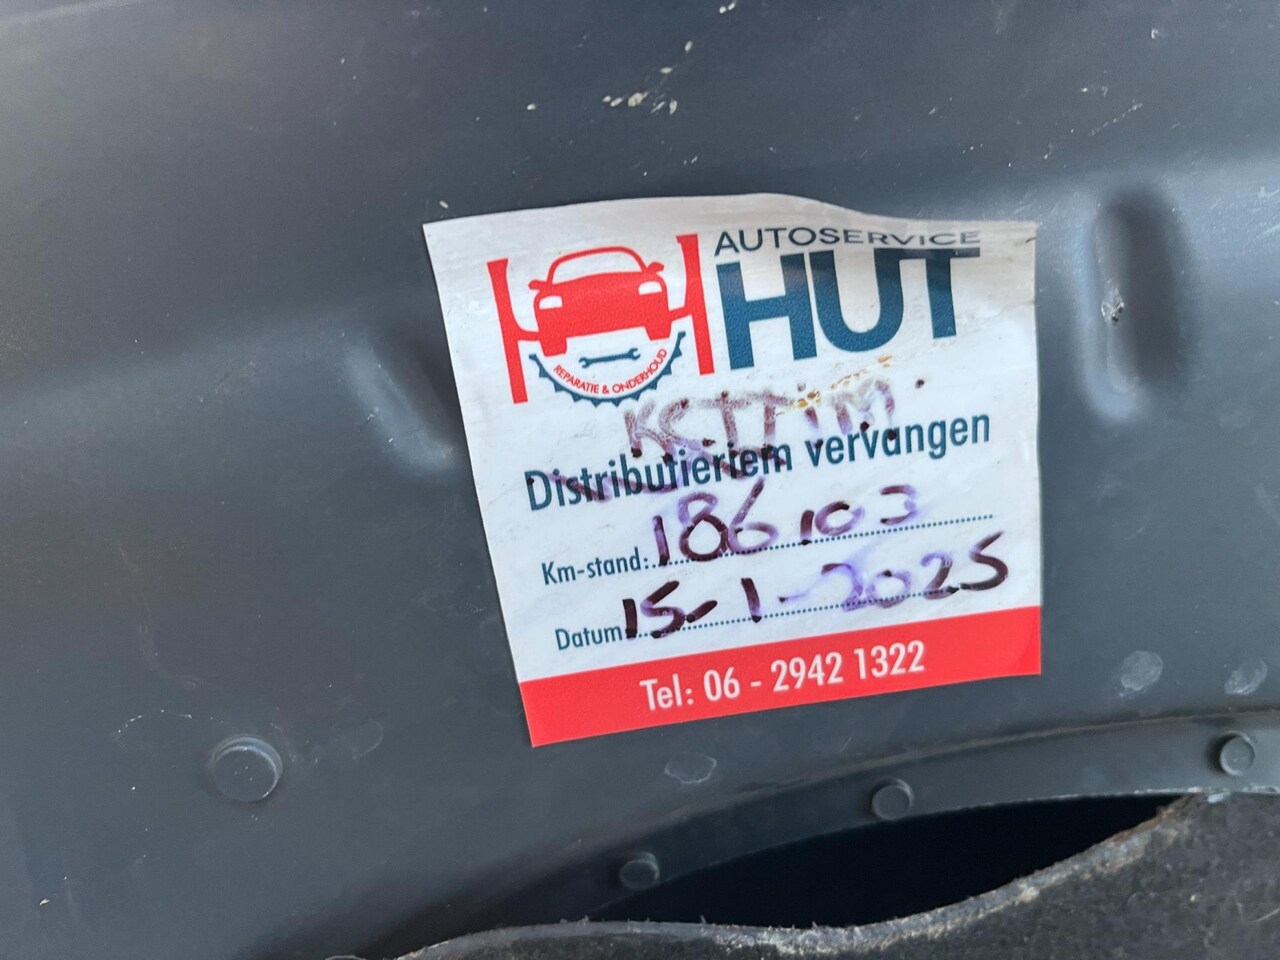 AUTOSERVICE
HUT
REPARATIE & ONDERHOUD
Distributieriem vervangen
Km-stand: 186103
Datum: 15-1-2025
Tel: 06 - 2942 1322